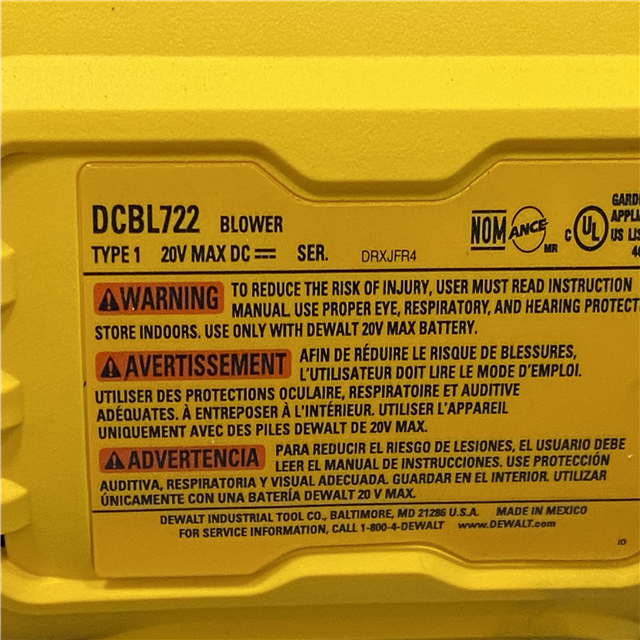 DCBL722 BLOWER
TYPE 1 20V MAX DC SER. DRXJFR4
NOM ANCE MR
C UL US
⚠WARNING TO REDUCE THE RISK OF INJURY, USER MUST READ INSTRUCTION
MANUAL. USE PROPER EYE, RESPIRATORY, AND HEARING PROTECT
STORE INDOORS. USE ONLY WITH DEWALT 20V MAX BATTERY.
⚠AVERTISSEMENT AFIN DE RÉDUIRE LE RISQUE DE BLESSURES,
L'UTILISATEUR DOIT LIRE LE MODE D'EMPLOI.
UTILISER DES PROTECTIONS OCULAIRE, RESPIRATOIRE ET AUDITIVE
ADÉQUATES. À ENTREPOSER À L'INTÉRIEUR. UTILISER L'APPAREIL
UNIQUEMENT AVEC DES PILES DEWALT DE 20V MAX.
⚠ADVERTENCIA PARA REDUCIR EL RIESGO DE LESIONES, EL USUARIO DEBE
LEER EL MANUAL DE INSTRUCCIONES. USE PROTECCIÓN
AUDITIVA, RESPIRATORIA Y VISUAL ADECUADA. GUARDAR EN EL INTERIOR. UTILIZAR
ÚNICAMENTE CON UNA BATERÍA DEWALT 20 V MAX.
DEWALT INDUSTRIAL TOOL CO., BALTIMORE, MD 21286 U.S.A. MADE IN MEXICO
FOR SERVICE INFORMATION, CALL 1-800-4-DEWALT www.DEWALT.com
ID